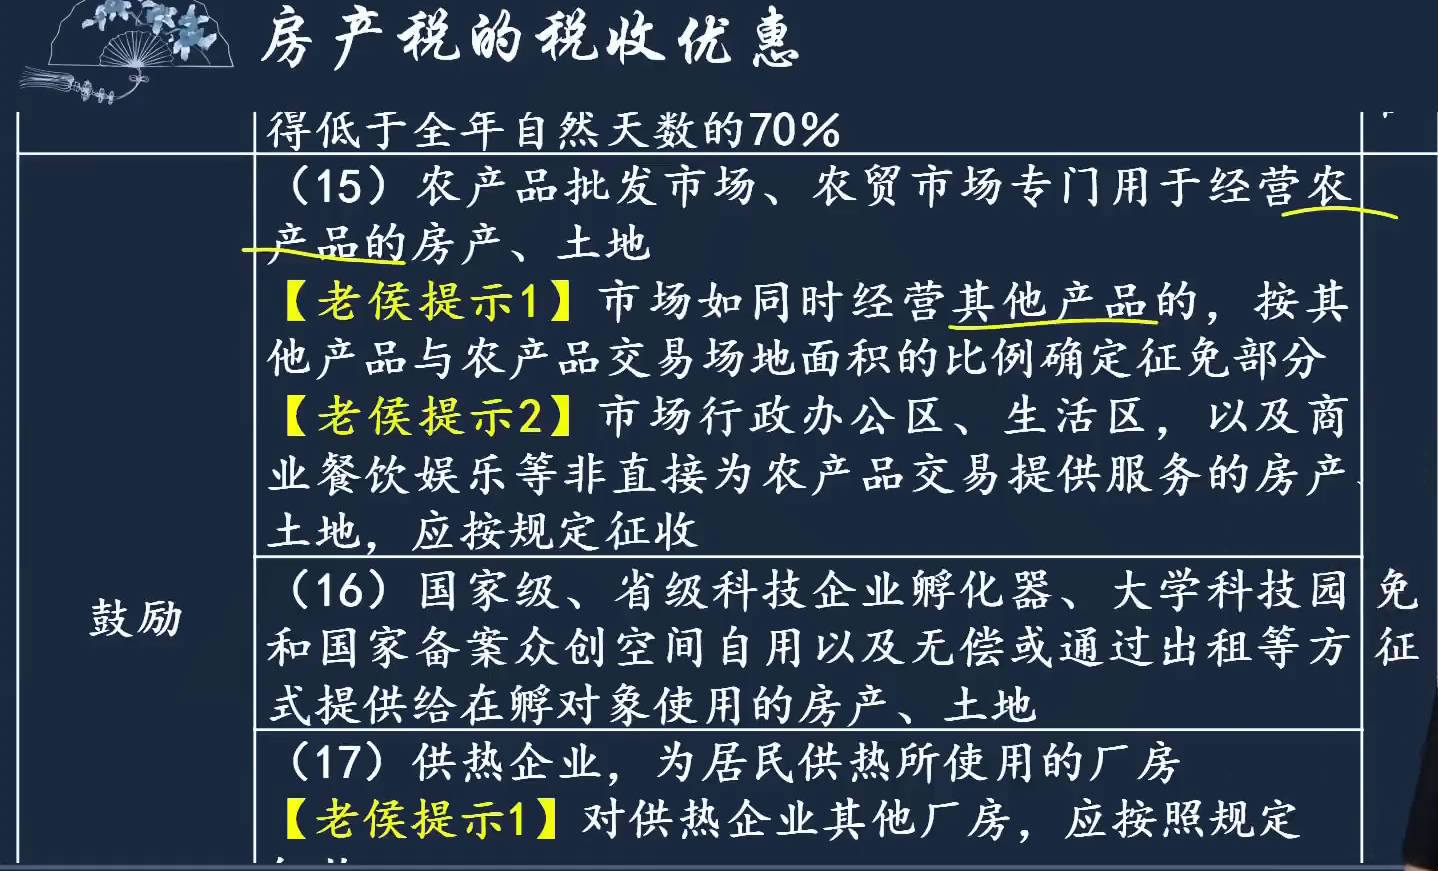 房产税的税收优惠
得低于全年自然天数的70%
（15）农产品批发市场、农贸市场专门用于经营农
产品的房产、土地
【老侯提示1】市场如同时经营其他产品的，按其
他产品与农产品交易场地面积的比例确定征免部分
【老侯提示2】市场行政办公区、生活区，以及商
业餐饮娱乐等非直接为农产品交易提供服务的房产、
土地，应按规定征收
鼓励
（16）国家级、省级科技企业孵化器、大学科技园
和国家备案众创空间自用以及无偿或通过出租等方
式提供给在孵对象使用的房产、土地
免
征
（17）供热企业，为居民供热所使用的厂房
【老侯提示1】对供热企业其他厂房，应按照规定